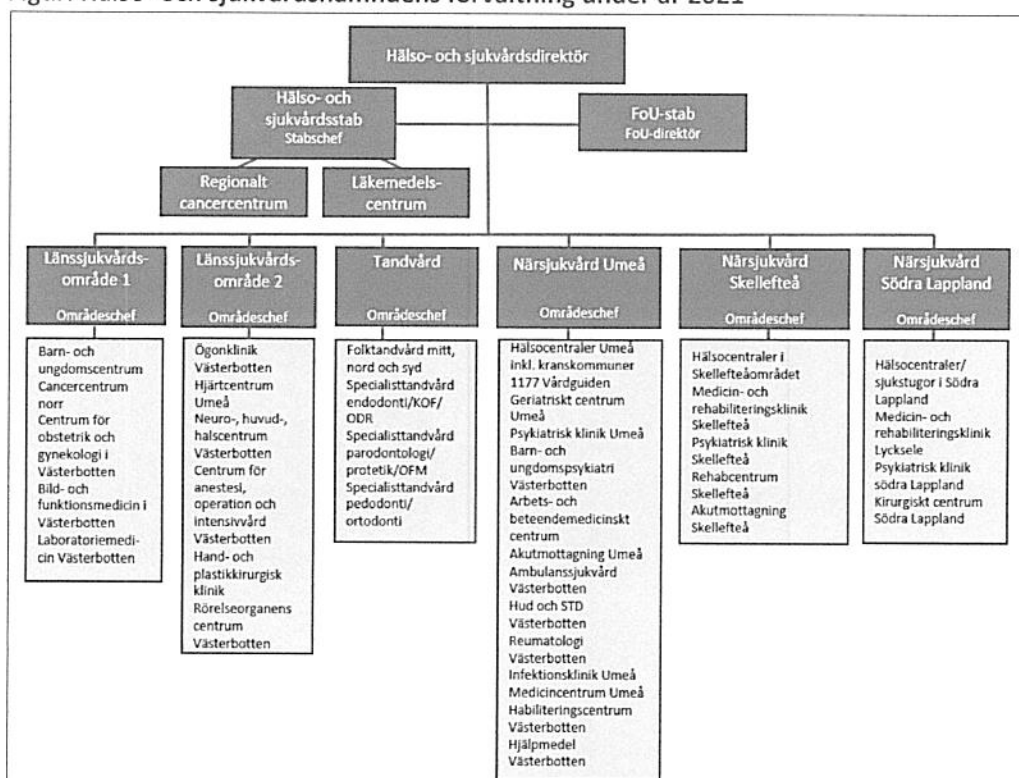 Hälso- och sjukvårdsnämndens förvaltning under år 2021
Hälso- och sjukvårdsdirektör
Hälso- och
sjukvårdsstab
Stabschef
FoU-stab
FoU-direktör
Regionalt
cancercentrum
Läkemedels-
centrum
Länssjukvårds-
område 1
Områdeschef
Barn- och
ungdomscentrum
Cancercentrum
norr
Centrum för
obstetrik och
gynekologi i
Västerbotten
Bild- och
funktionsmedicin i
Västerbotten
Laboratoriemedi-
cin Västerbotten
Länssjukvårds-
område 2
Områdeschef
Ögonklinik
Västerbotten
Hjärtcentrum
Umeå
Neuro-, huvud-,
halscentrum
Västerbotten
Centrum för
anestesi,
operation och
intensivvård
Västerbotten
Hand- och
plastikkirurgisk
klinik
Rörelseorganens
centrum
Västerbotten
Tandvård
Områdeschef
Folktandvård mitt,
nord och syd
Specialisttandvård
endodonti/KOF/
ODR
Specialisttandvård
parodontologi/
protetik/OFM
Specialisttandvård
pedodonti/
ortodonti
Närsjukvård Umeå
Områdeschef
Hälsocentraler Umeå
inkl. kranskommuner
1177 Vårdguiden
Geriatriskt centrum
Umeå
Psykiatrisk klinik Umeå
Barn- och
ungdomspsykiatri
Västerbotten
Arbets- och
beteendemedicinskt
centrum
Akutmottagning Umeå
Ambulanssjukvård
Västerbotten
Hud och STD
Västerbotten
Reumatologi
Västerbotten
Infektionsklinik Umeå
Medicincentrum Umeå
Habiliteringscentrum
Västerbotten
Hjälpmedel
Västerbotten
Närsjukvård
Skellefteå
Områdeschef
Hälsocentraler i
Skellefteåområdet
Medicin- och
rehabiliteringsklinik
Skellefteå
Psykiatrisk klinik
Skellefteå
Rehabcentrum
Skellefteå
Akutmottagning
Skellefteå
Närsjukvård
Södra Lappland
Områdeschef
Hälsocentraler/
sjukstugor i Södra
Lappland
Medicin- och
rehabiliteringsklinik
Lycksele
Psykiatrisk klinik
södra Lappland
Kirurgiskt centrum
Södra Lappland